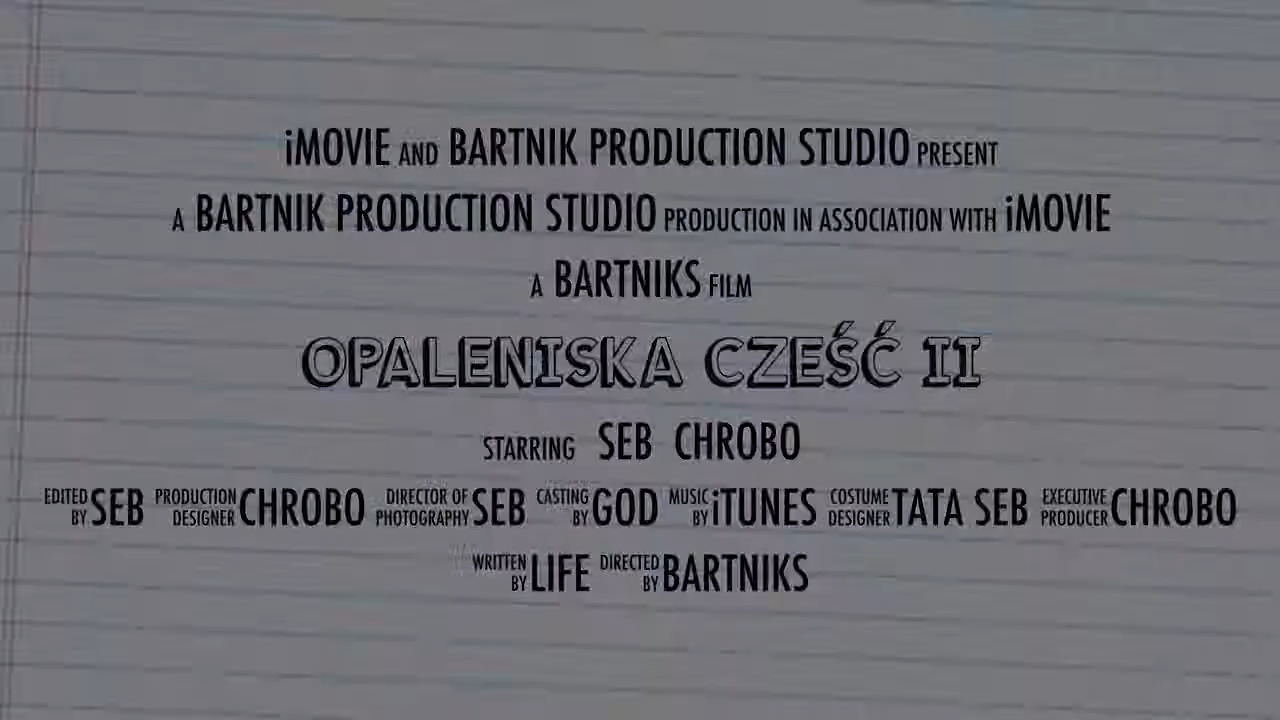 iMOVIE AND BARTNIK PRODUCTION STUDIO PRESENT
A BARTNIK PRODUCTION STUDIO PRODUCTION IN ASSOCIATION WITH iMOVIE
A BARTNIKS FILM
OPALENISKA CZEŚĆ II
STARRING SEB CHROBO
EDITED BY SEB PRODUCTION DESIGNER CHROBO DIRECTOR OF PHOTOGRAPHY SEB CASTING BY GOD MUSIC BY iTUNES COSTUME DESIGNER TATA SEB EXECUTIVE PRODUCER CHROBO
WRITTEN BY LIFE DIRECTED BY BARTNIKS